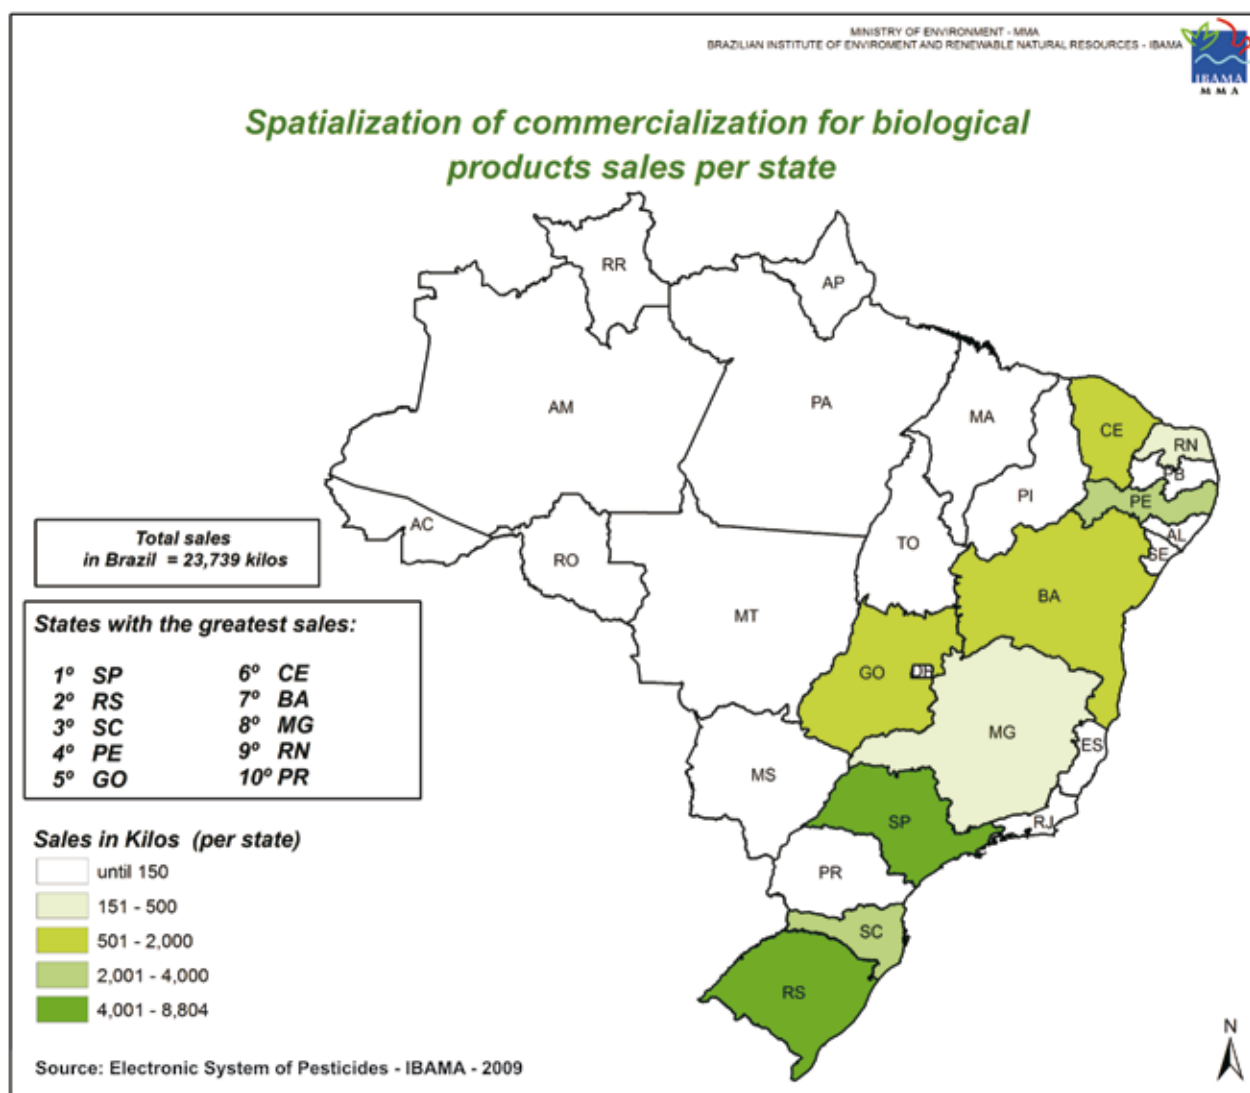 MINISTRY OF ENVIRONMENT - MMA
BRAZILIAN INSTITUTE OF ENVIROMENT AND RENEWABLE NATURAL RESOURCES - IBAMA
IBAMA
M M A
Spatialization of commercialization for biological
products sales per state
RR
AP
AM
PA
MA
CE
RN
PB
PI
PE
AC
AL
TO
SE
RO
BA
MT
GO
DF
MG
ES
MS
SP
RJ
PR
SC
RS
Total sales
in Brazil = 23,739 kilos
States with the greatest sales:
1º SP
2º RS
3º SC
4º PE
5º GO
6º CE
7º BA
8º MG
9º RN
10º PR
Sales in Kilos (per state)
until 150
151 - 500
501 - 2,000
2,001 - 4,000
4,001 - 8,804
Source: Electronic System of Pesticides - IBAMA - 2009
N